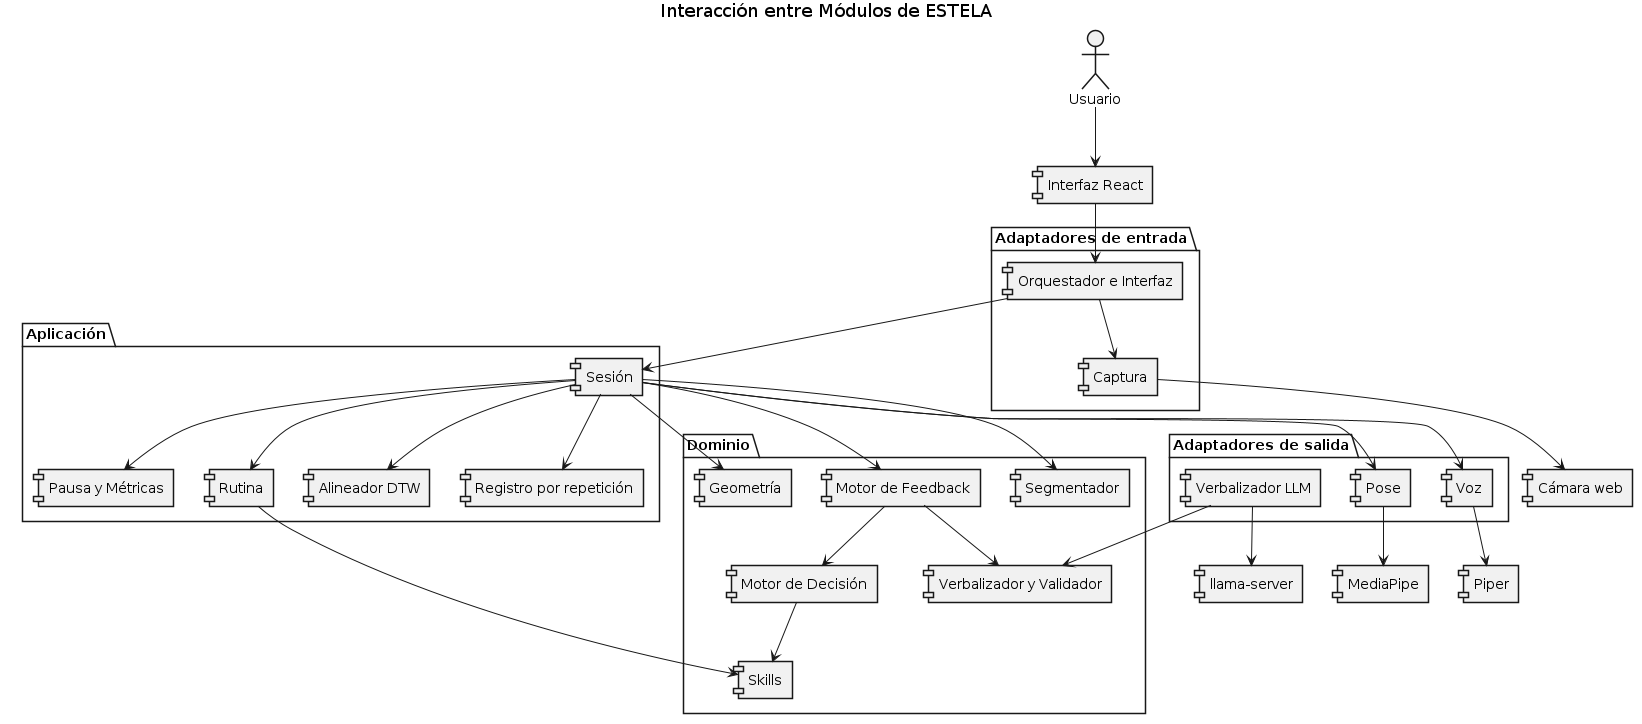 Interacción entre Módulos de ESTELA
Usuario
Interfaz React
Adaptadores de entrada
Orquestador e Interfaz
Aplicación
Sesión
Captura
Dominio
Adaptadores de salida
Pausa y Métricas
Rutina
Alineador DTW
Registro por repetición
Geometría
Motor de Feedback
Segmentador
Verbalizador LLM
Pose
Voz
Cámara web
Motor de Decisión
Verbalizador y Validador
llama-server
MediaPipe
Piper
Skills